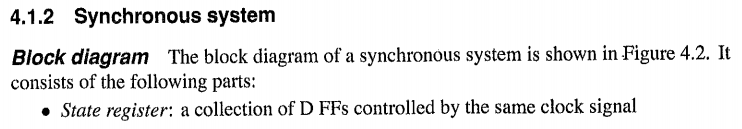 4.1.2 Synchronous system
Block diagram The block diagram of a synchronous system is shown in Figure 4.2. It
consists of the following parts:
• State register: a collection of D FFs controlled by the same clock signal